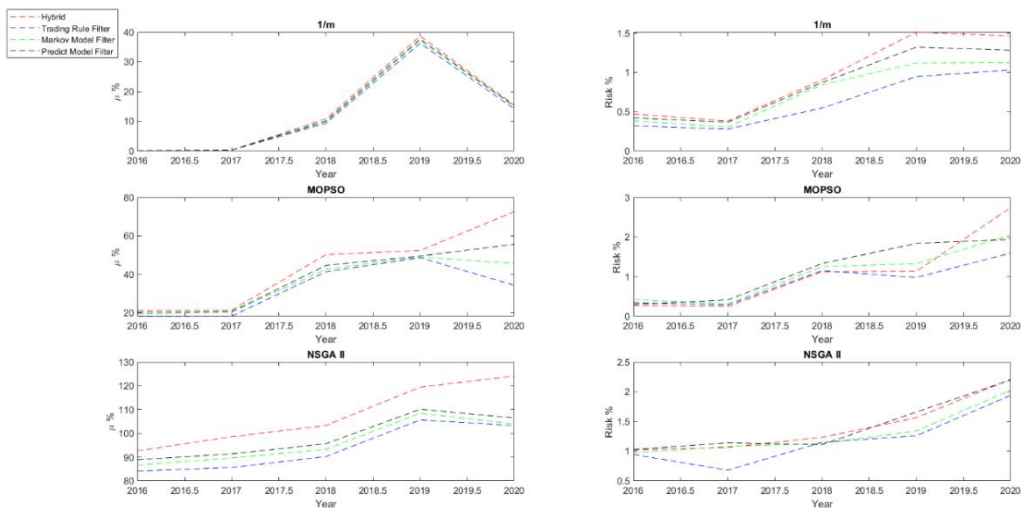 Hybrid
Trading Rule Filter
Markov Model Filter
Predict Model Filter
1/m
40
30
20
10
0
μ %
2016 2016.5 2017 2017.5 2018 2018.5 2019 2019.5 2020
Year
1/m
1.5
1
0.5
0
Risk %
2016 2016.5 2017 2017.5 2018 2018.5 2019 2019.5 2020
Year
MOPSO
80
60
40
20
μ %
2016 2016.5 2017 2017.5 2018 2018.5 2019 2019.5 2020
Year
MOPSO
3
2
1
0
Risk %
2016 2016.5 2017 2017.5 2018 2018.5 2019 2019.5 2020
Year
NSGA II
130
120
110
100
90
80
μ %
2016 2016.5 2017 2017.5 2018 2018.5 2019 2019.5 2020
Year
NSGA II
2.5
2
1.5
1
0.5
Risk %
2016 2016.5 2017 2017.5 2018 2018.5 2019 2019.5 2020
Year